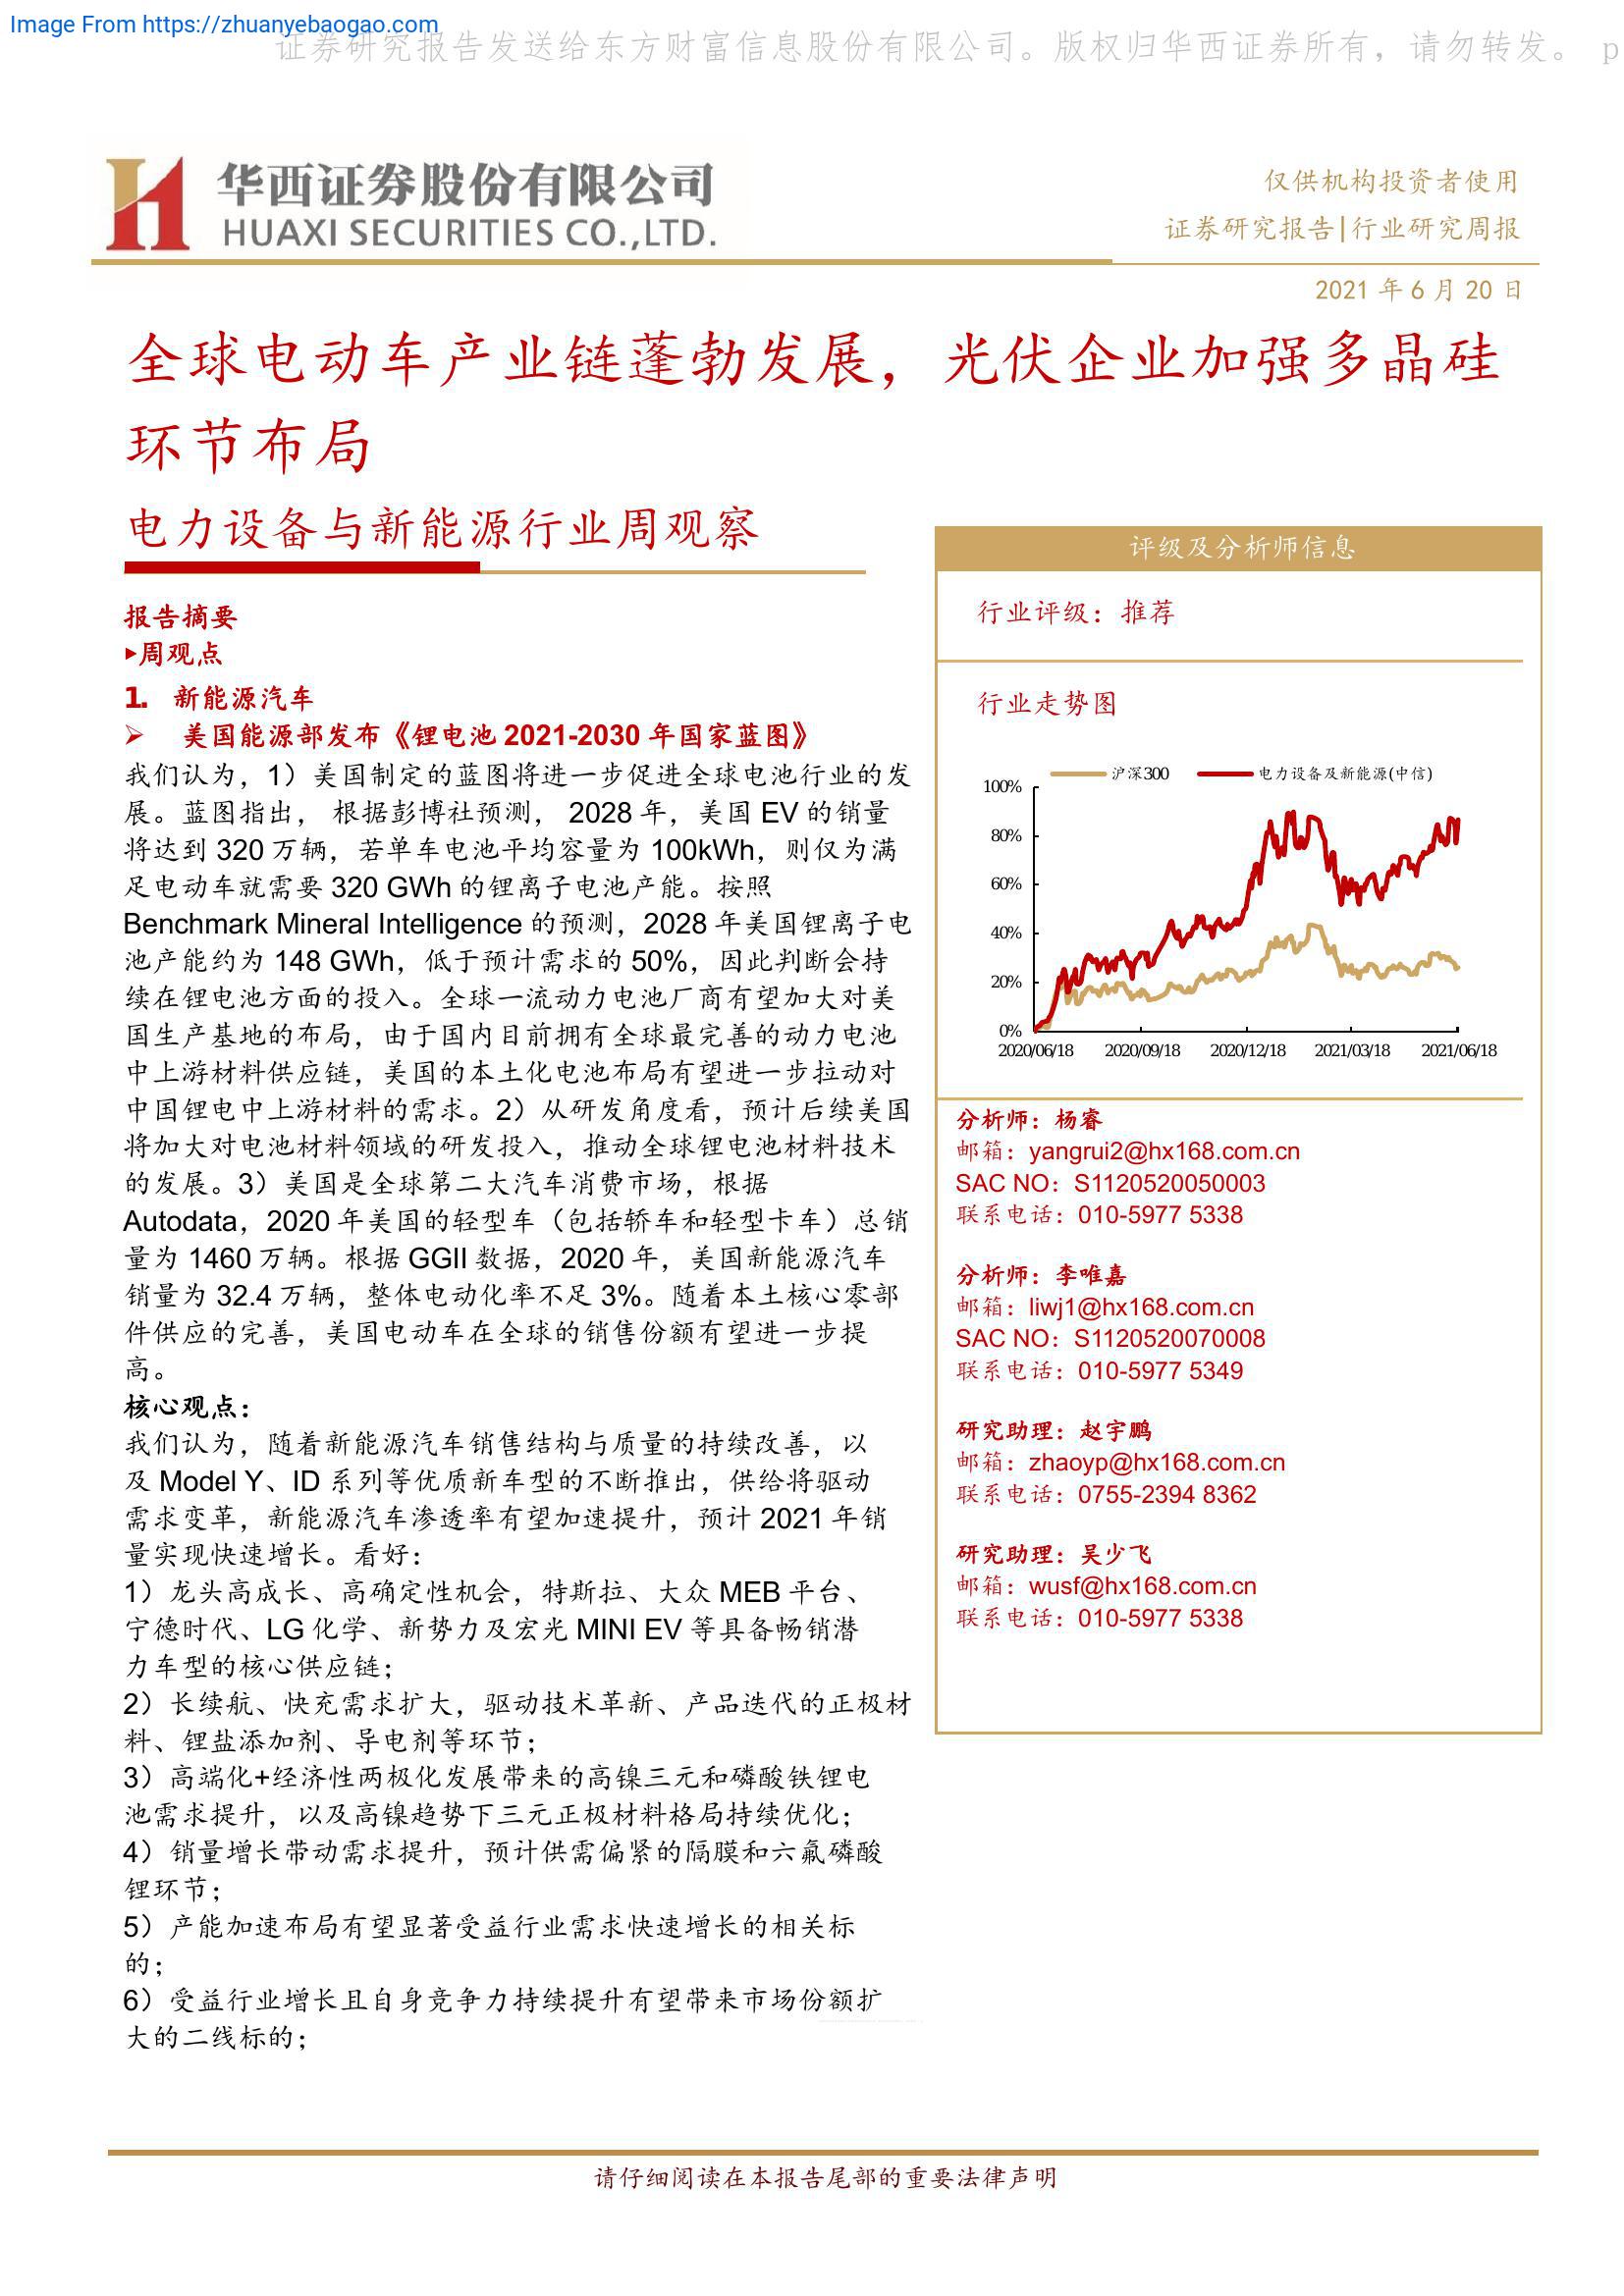 Image From https://zhuanyebaogao.com
证券研究报告发送给东方财富信息股份有限公司。版权归华西证券所有，请勿转发。 p
华西证券股份有限公司
HUAXI SECURITIES CO.,LTD.
仅供机构投资者使用
证券研究报告|行业研究周报
2021 年 6 月 20 日
全球电动车产业链蓬勃发展，光伏企业加强多晶硅
环节布局
电力设备与新能源行业周观察
报告摘要
▸周观点
1. 新能源汽车
➢ 美国能源部发布《锂电池 2021-2030 年国家蓝图》
我们认为，1）美国制定的蓝图将进一步促进全球电池行业的发
展。蓝图指出， 根据彭博社预测， 2028 年，美国 EV 的销量
将达到 320 万辆，若单车电池平均容量为 100kWh，则仅为满
足电动车就需要 320 GWh 的锂离子电池产能。按照
Benchmark Mineral Intelligence 的预测，2028 年美国锂离子电
池产能约为 148 GWh，低于预计需求的 50%，因此判断会持
续在锂电池方面的投入。全球一流动力电池厂商有望加大对美
国生产基地的布局，由于国内目前拥有全球最完善的动力电池
中上游材料供应链，美国的本土化电池布局有望进一步拉动对
中国锂电中上游材料的需求。2）从研发角度看，预计后续美国
将加大对电池材料领域的研发投入，推动全球锂电池材料技术
的发展。3）美国是全球第二大汽车消费市场，根据
Autodata，2020 年美国的轻型车（包括轿车和轻型卡车）总销
量为 1460 万辆。根据 GGII 数据，2020 年，美国新能源汽车
销量为 32.4 万辆，整体电动化率不足 3%。随着本土核心零部
件供应的完善，美国电动车在全球的销售份额有望进一步提
高。
核心观点：
我们认为，随着新能源汽车销售结构与质量的持续改善，以
及 Model Y、ID 系列等优质新车型的不断推出，供给将驱动
需求变革，新能源汽车渗透率有望加速提升，预计 2021 年销
量实现快速增长。看好：
1）龙头高成长、高确定性机会，特斯拉、大众 MEB 平台、
宁德时代、LG 化学、新势力及宏光 MINI EV 等具备畅销潜
力车型的核心供应链；
2）长续航、快充需求扩大，驱动技术革新、产品迭代的正极材
料、锂盐添加剂、导电剂等环节；
3）高端化+经济性两极化发展带来的高镍三元和磷酸铁锂电
池需求提升，以及高镍趋势下三元正极材料格局持续优化；
4）销量增长带动需求提升，预计供需偏紧的隔膜和六氟磷酸
锂环节；
5）产能加速布局有望显著受益行业需求快速增长的相关标
的；
6）受益行业增长且自身竞争力持续提升有望带来市场份额扩
大的二线标的；
评级及分析师信息
行业评级：推荐
行业走势图
沪深300 电力设备及新能源(中信)
100%
80%
60%
40%
20%
0%
2020/06/18 2020/09/18 2020/12/18 2021/03/18 2021/06/18
分析师：杨睿
邮箱：yangrui2@hx168.com.cn
SAC NO：S1120520050003
联系电话：010-5977 5338
分析师：李唯嘉
邮箱：liwj1@hx168.com.cn
SAC NO：S1120520070008
联系电话：010-5977 5349
研究助理：赵宇鹏
邮箱：zhaoyp@hx168.com.cn
联系电话：0755-2394 8362
研究助理：吴少飞
邮箱：wusf@hx168.com.cn
联系电话：010-5977 5338
请仔细阅读在本报告尾部的重要法律声明